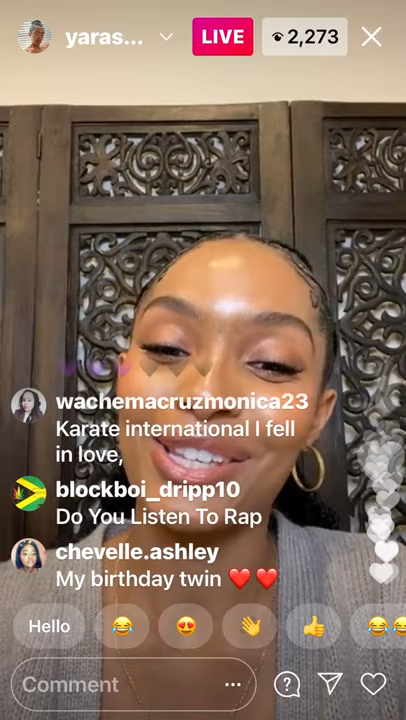 yaras...
LIVE
2,273
wachemacruzmonica23
Karate international I fell
in love,
blockboi_dripp10
Do You Listen To Rap
chevelle.ashley
My birthday twin ❤️❤️
Hello
Comment